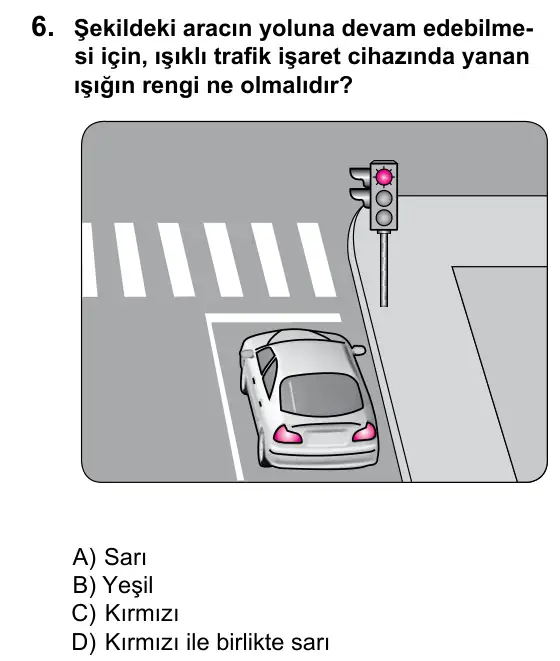 6. Şekildeki aracın yoluna devam edebilme-
si için, ışıklı trafik işaret cihazında yanan
ışığın rengi ne olmalıdır?
A) Sarı
B) Yeşil
C) Kırmızı
D) Kırmızı ile birlikte sarı